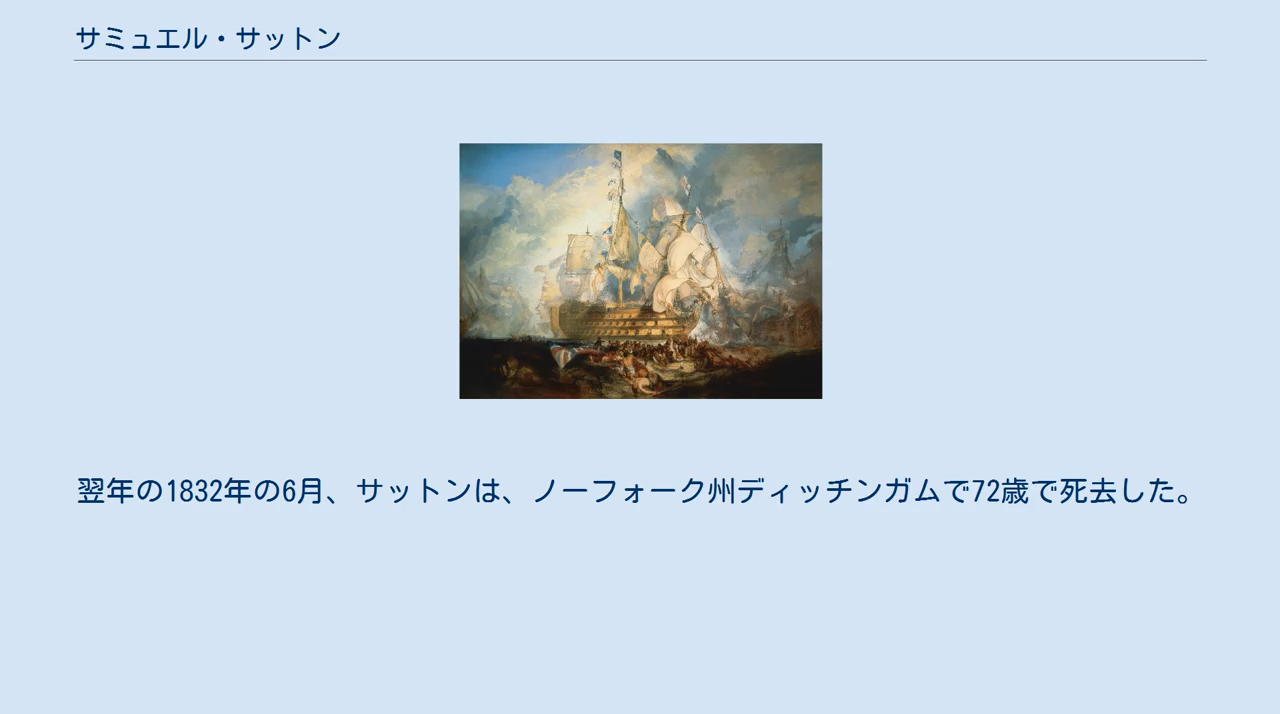 サミュエル・サットン
翌年の1832年の6月、サットンは、ノーフォーク州ディッチンガムで72歳で死去した。